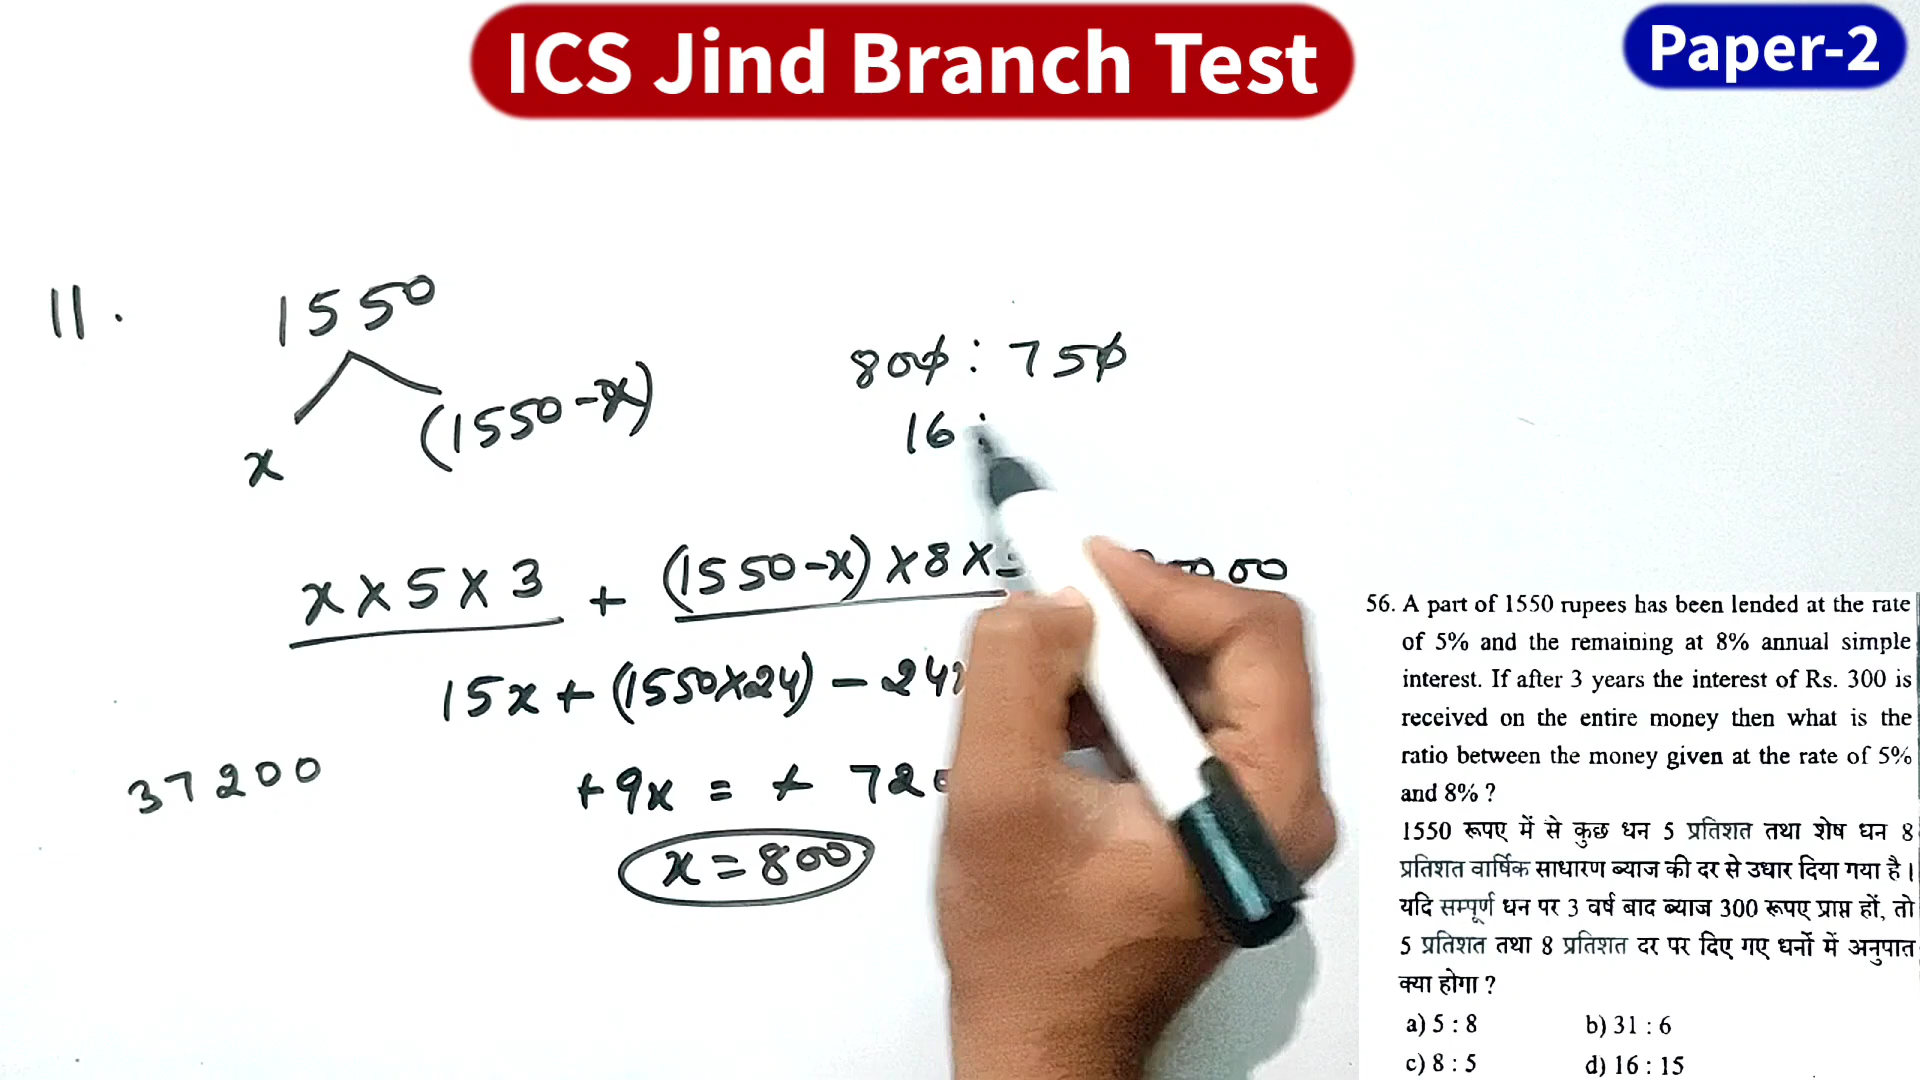 ICS Jind Branch Test
Paper-2
11. 1550
x (1550-x)
800 : 750
16 :
x × 5 × 3 + (1550-x) × 8 ×
15x + (1550×24) - 24
+9x = + 720
x = 800
37200
56. A part of 1550 rupees has been lended at the rate
of 5% and the remaining at 8% annual simple
interest. If after 3 years the interest of Rs. 300 is
received on the entire money then what is the
ratio between the money given at the rate of 5%
and 8% ?
1550 रूपए में से कुछ धन 5 प्रतिशत तथा शेष धन 8
प्रतिशत वार्षिक साधारण ब्याज की दर से उधार दिया गया है।
यदि सम्पूर्ण धन पर 3 वर्ष बाद ब्याज 300 रूपए प्राप्त हों, तो
5 प्रतिशत तथा 8 प्रतिशत दर पर दिए गए धनों में अनुपात
क्या होगा ?
a) 5 : 8 b) 31 : 6
c) 8 : 5 d) 16 : 15